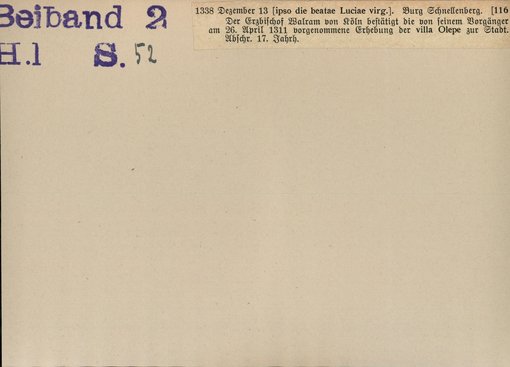 Beiband 2
H.1 S. 52
1338 Dezember 13 [ipso die beatae Luciae virg.]. Burg Schnellenberg. [116
Der Erzbischof Walram von Köln bestätigt die von seinem Vorgänger
am 26. April 1311 vorgenommene Erhebung der villa Olepe zur Stadt.
Abschr. 17. Jahrh.